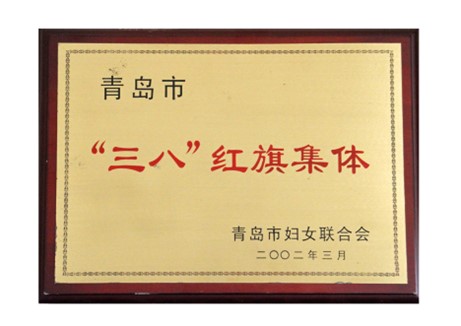 青岛市
“三八”红旗集体
青岛市妇女联合会
二〇〇二年三月